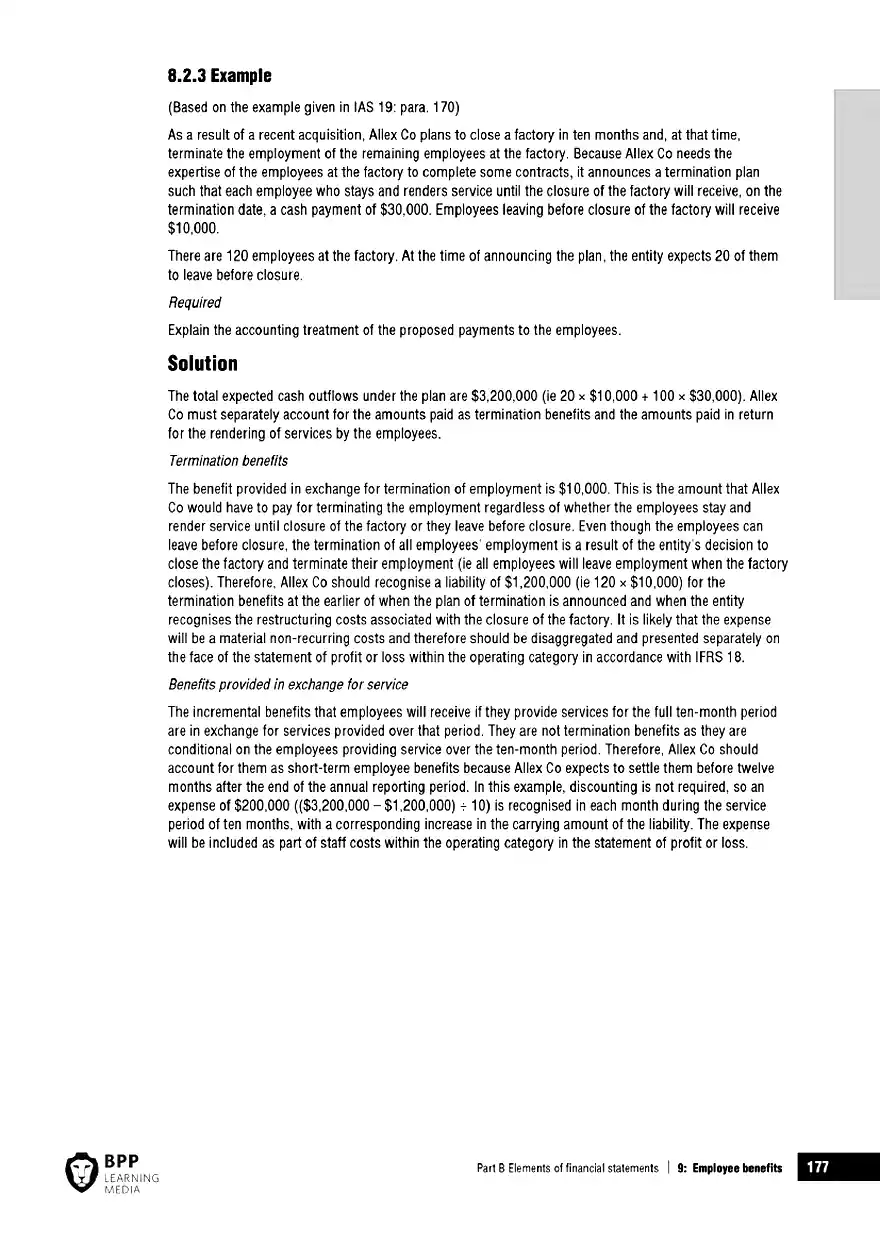 8.2.3 Example
(Based on the example given in IAS 19: para. 170)
As a result of a recent acquisition, Allex Co plans to close a factory in ten months and, at that time,
terminate the employment of the remaining employees at the factory. Because Allex Co needs the
expertise of the employees at the factory to complete some contracts, it announces a termination plan
such that each employee who stays and renders service until the closure of the factory will receive, on the
termination date, a cash payment of $30,000. Employees leaving before closure of the factory will receive
$10,000.
There are 120 employees at the factory. At the time of announcing the plan, the entity expects 20 of them
to leave before closure.
Required
Explain the accounting treatment of the proposed payments to the employees.
Solution
The total expected cash outflows under the plan are $3,200,000 (ie 20 × $10,000 + 100 × $30,000). Allex
Co must separately account for the amounts paid as termination benefits and the amounts paid in return
for the rendering of services by the employees.
Termination benefits
The benefit provided in exchange for termination of employment is $10,000. This is the amount that Allex
Co would have to pay for terminating the employment regardless of whether the employees stay and
render service until closure of the factory or they leave before closure. Even though the employees can
leave before closure, the termination of all employees' employment is a result of the entity's decision to
close the factory and terminate their employment (ie all employees will leave employment when the factory
closes). Therefore, Allex Co should recognise a liability of $1,200,000 (ie 120 × $10,000) for the
termination benefits at the earlier of when the plan of termination is announced and when the entity
recognises the restructuring costs associated with the closure of the factory. It is likely that the expense
will be a material non-recurring costs and therefore should be disaggregated and presented separately on
the face of the statement of profit or loss within the operating category in accordance with IFRS 18.
Benefits provided in exchange for service
The incremental benefits that employees will receive if they provide services for the full ten-month period
are in exchange for services provided over that period. They are not termination benefits as they are
conditional on the employees providing service over the ten-month period. Therefore, Allex Co should
account for them as short-term employee benefits because Allex Co expects to settle them before twelve
months after the end of the annual reporting period. In this example, discounting is not required, so an
expense of $200,000 (($3,200,000 – $1,200,000) ÷ 10) is recognised in each month during the service
period of ten months, with a corresponding increase in the carrying amount of the liability. The expense
will be included as part of staff costs within the operating category in the statement of profit or loss.
BPP
LEARNING
MEDIA
Part B Elements of financial statements | 9: Employee benefits 177